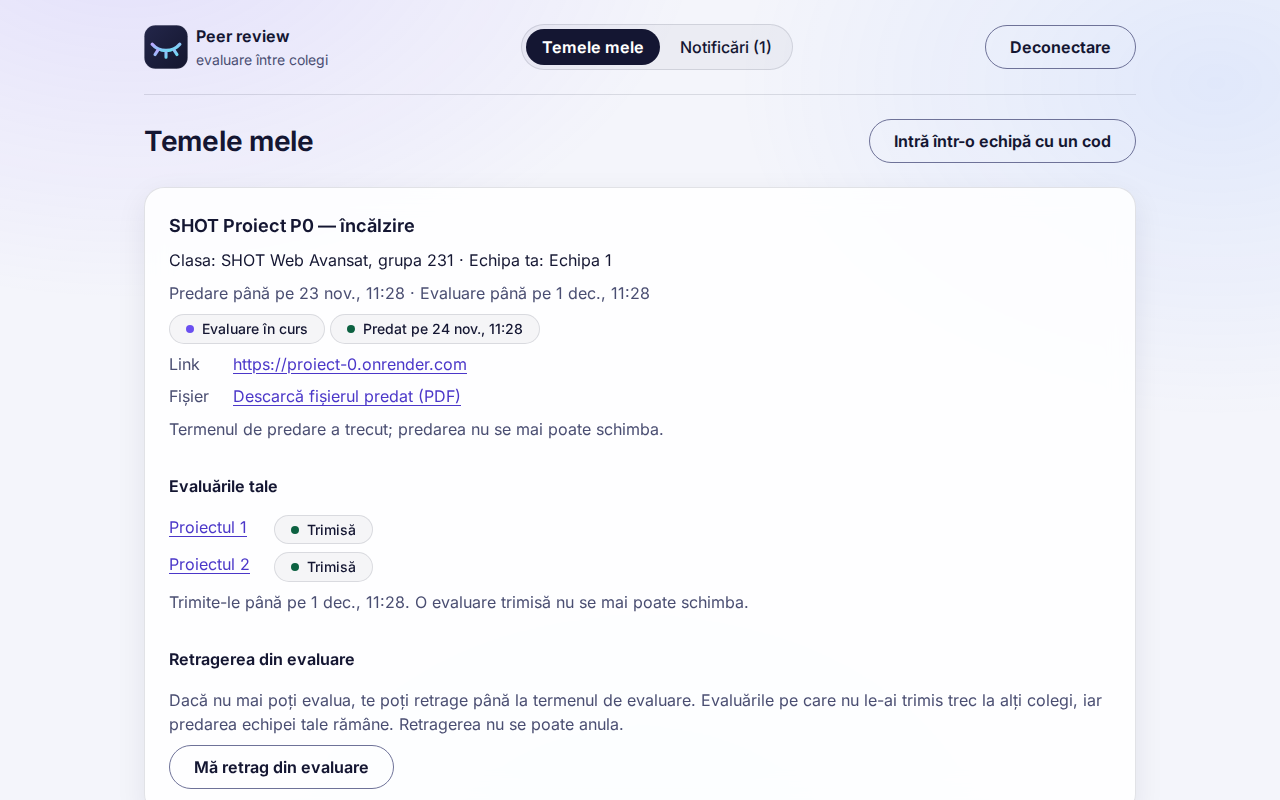 Peer review
evaluare între colegi
Temele mele
Notificări (1)
Deconectare
Temele mele
Intră într-o echipă cu un cod
SHOT Proiect P0 — încălzire
Clasa: SHOT Web Avansat, grupa 231 · Echipa ta: Echipa 1
Predare până pe 23 nov., 11:28 · Evaluare până pe 1 dec., 11:28
Evaluare în curs
Predat pe 24 nov., 11:28
Link https://proiect-0.onrender.com
Fișier Descarcă fișierul predat (PDF)
Termenul de predare a trecut; predarea nu se mai poate schimba.
Evaluările tale
Proiectul 1 Trimisă
Proiectul 2 Trimisă
Trimite-le până pe 1 dec., 11:28. O evaluare trimisă nu se mai poate schimba.
Retragerea din evaluare
Dacă nu mai poți evalua, te poți retrage până la termenul de evaluare. Evaluările pe care nu le-ai trimis trec la alți colegi, iar
predarea echipei tale rămâne. Retragerea nu se poate anula.
Mă retrag din evaluare